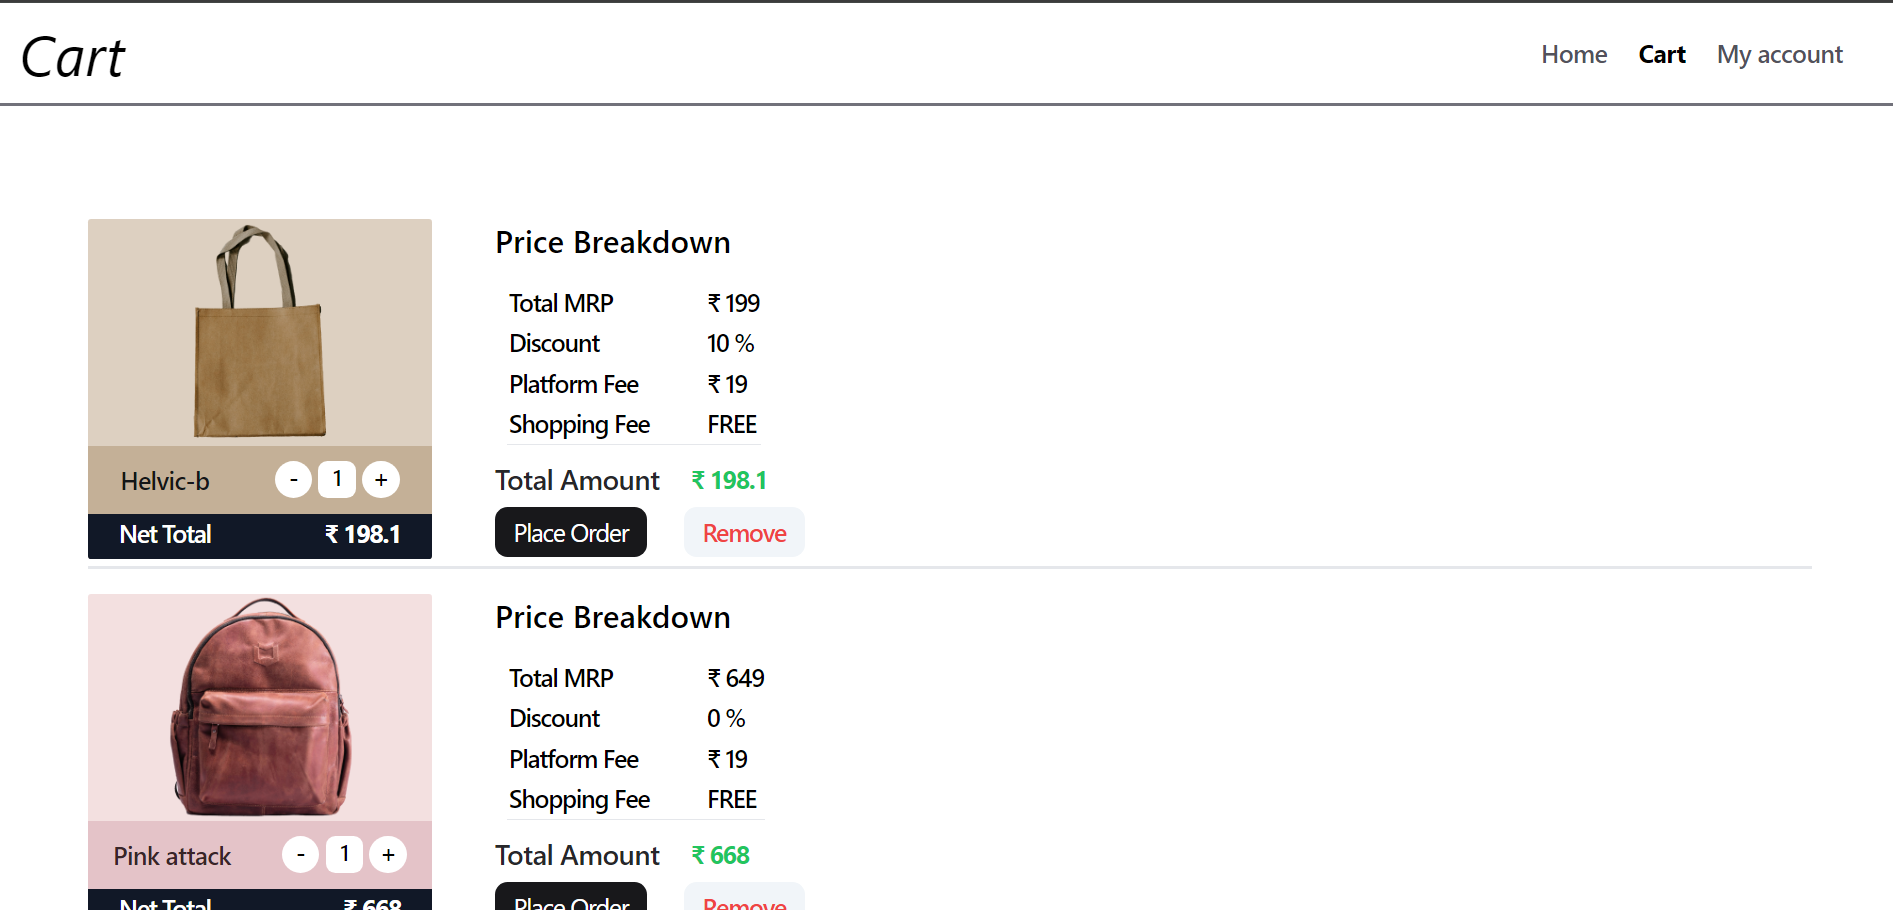 Cart
Home Cart My account
Price Breakdown
Total MRP ₹ 199
Discount 10 %
Platform Fee ₹ 19
Shopping Fee FREE
Total Amount ₹ 198.1
Place Order Remove
Helvic-b - 1 +
Net Total ₹ 198.1
Price Breakdown
Total MRP ₹ 649
Discount 0 %
Platform Fee ₹ 19
Shopping Fee FREE
Total Amount ₹ 668
Place Order Remove
Pink attack - 1 +
Net Total ₹ 668